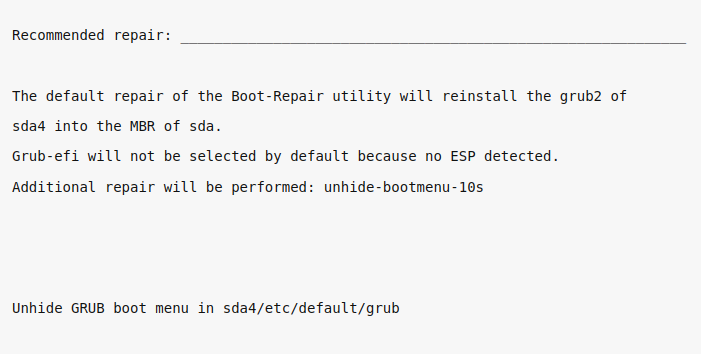 Recommended repair: ____________________________________________________________
The default repair of the Boot-Repair utility will reinstall the grub2 of
sda4 into the MBR of sda.
Grub-efi will not be selected by default because no ESP detected.
Additional repair will be performed: unhide-bootmenu-10s
Unhide GRUB boot menu in sda4/etc/default/grub